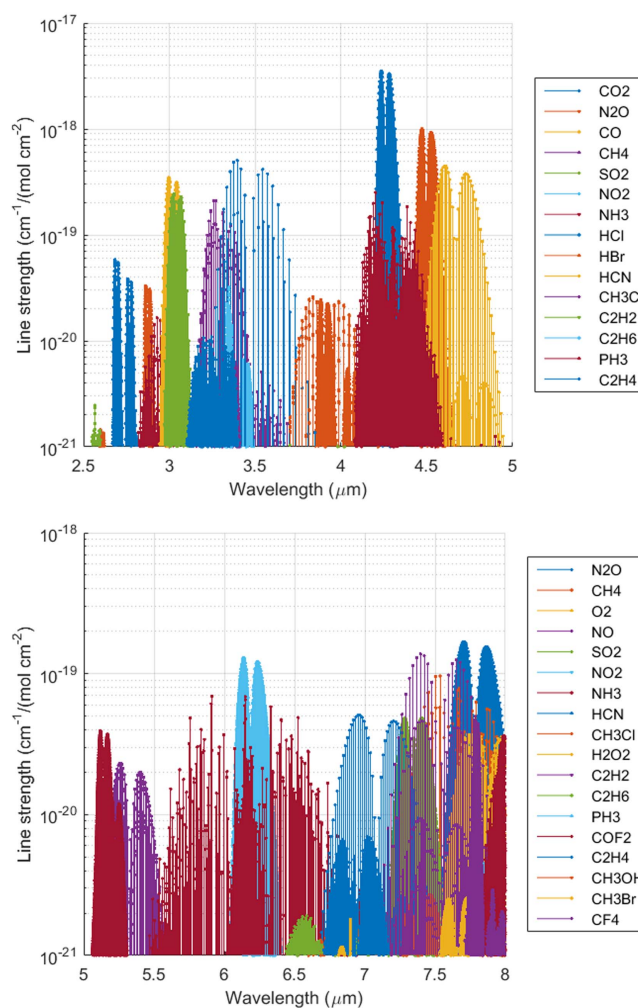 10-17
10-18
10-19
10-20
10-21
Line strength (cm-1/(mol cm-2)
2.5 3 3.5 4 4.5 5
Wavelength (μm)
CO2
N2O
CO
CH4
SO2
NO2
NH3
HCl
HBr
HCN
CH3C
C2H2
C2H6
PH3
C2H4
10-18
10-19
10-20
10-21
Line strength (cm-1/(mol cm-2)
5 5.5 6 6.5 7 7.5 8
Wavelength (μm)
N2O
CH4
O2
NO
SO2
NO2
NH3
HCN
CH3Cl
H2O2
C2H2
C2H6
PH3
COF2
C2H4
CH3OH
CH3Br
CF4